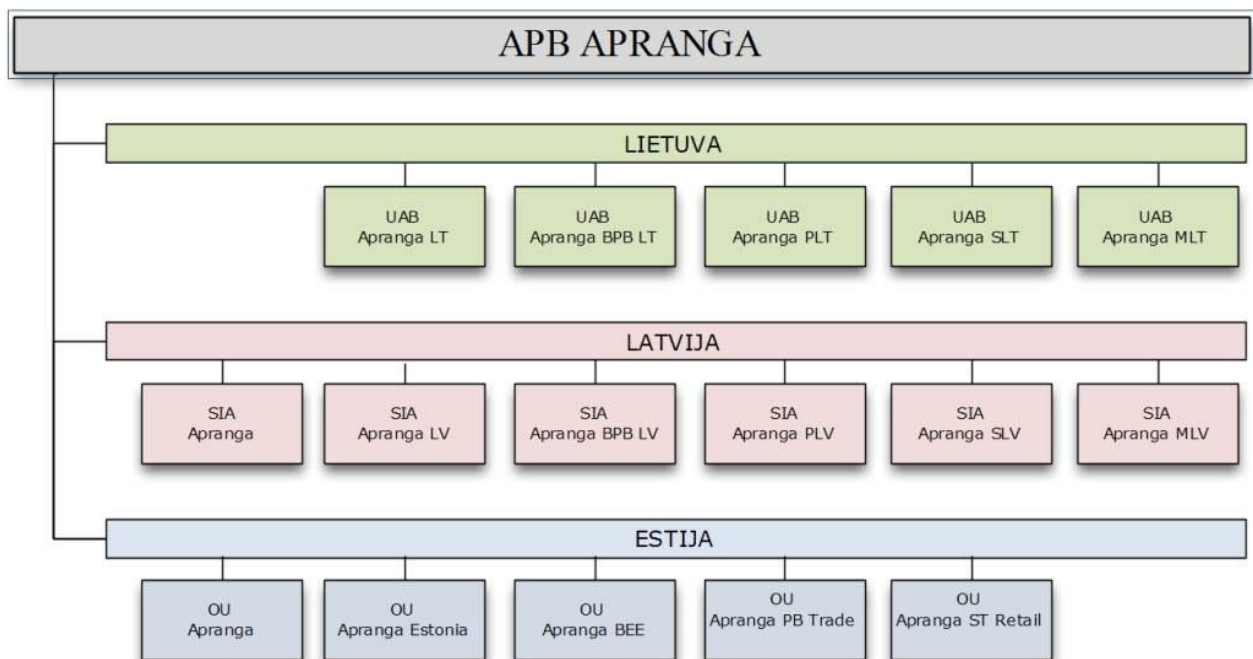 APB APRANGA
LIETUVA
UAB
Apranga LT
UAB
Apranga BPB LT
UAB
Apranga PLT
UAB
Apranga SLT
UAB
Apranga MLT
LATVIJA
SIA
Apranga
SIA
Apranga LV
SIA
Apranga BPB LV
SIA
Apranga PLV
SIA
Apranga SLV
SIA
Apranga MLV
ESTIJA
OU
Apranga
OU
Apranga Estonia
OU
Apranga BEE
OU
Apranga PB Trade
OU
Apranga ST Retail